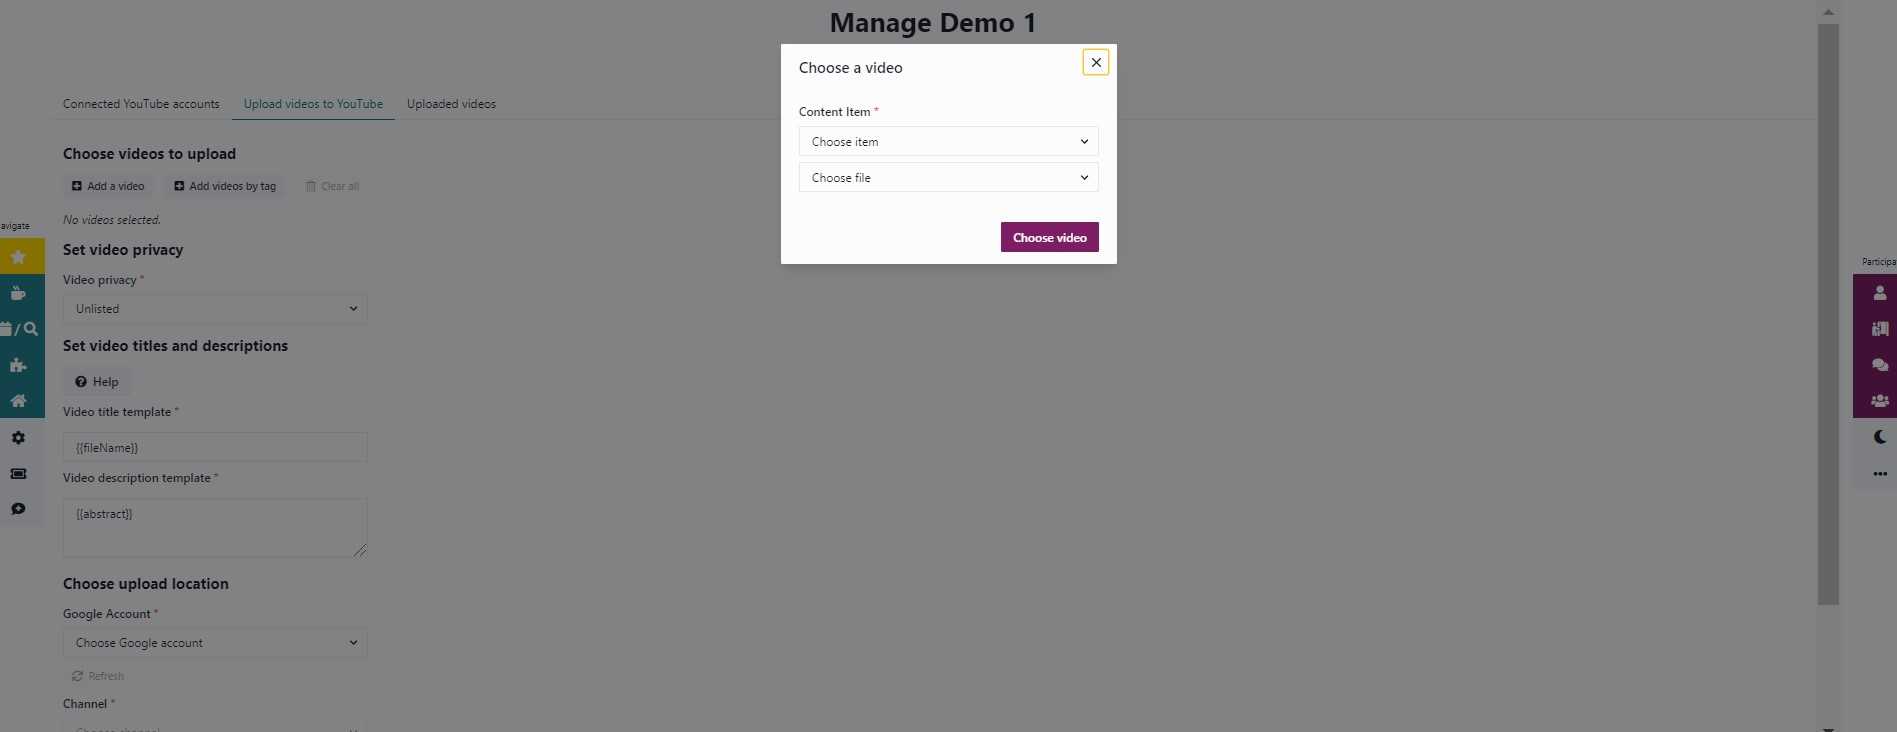 Manage Demo 1
Choose a video
Content Item *
Choose item
Choose file
Choose video
Connected YouTube accounts
Upload videos to YouTube
Uploaded videos
Choose videos to upload
Add a video
Add videos by tag
Clear all
No videos selected.
Set video privacy
Video privacy *
Unlisted
Set video titles and descriptions
Help
Video title template *
{{fileName}}
Video description template *
{{abstract}}
Choose upload location
Google Account *
Choose Google account
Refresh
Channel *
avigate
Participa